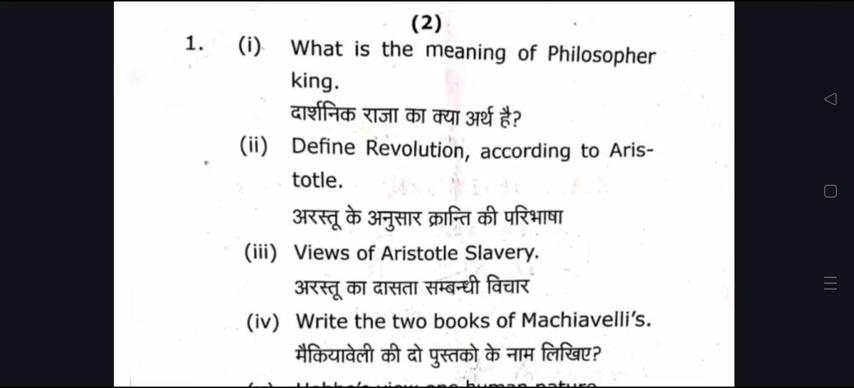 (2)
1. (i) What is the meaning of Philosopher
king.
दार्शनिक राजा का क्या अर्थ है?
(ii) Define Revolution, according to Aris-
totle.
अरस्तू के अनुसार क्रान्ति की परिभाषा
(iii) Views of Aristotle Slavery.
अरस्तू का दासता सम्बन्धी विचार
(iv) Write the two books of Machiavelli's.
मैकियावेली की दो पुस्तको के नाम लिखिए?